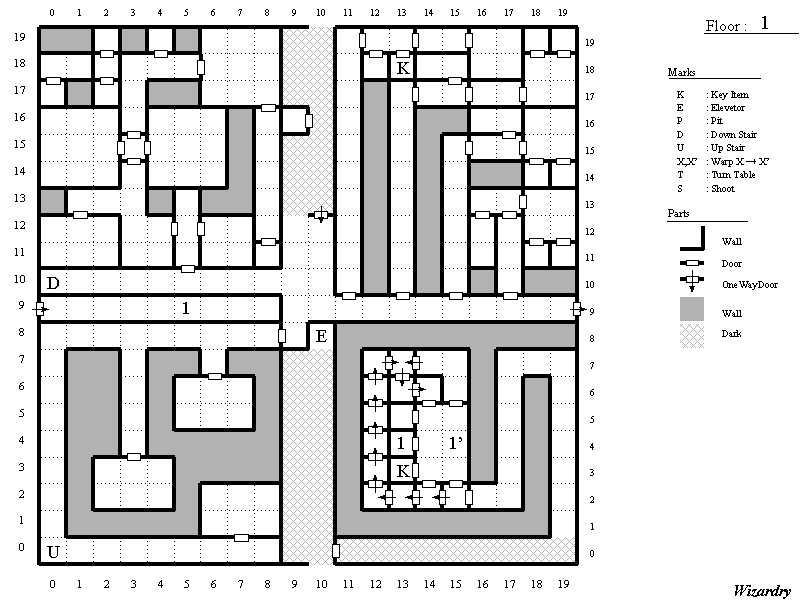 0 1 2 3 4 5 6 7 8 9 10 11 12 13 14 15 16 17 18 19
Floor : 1
19 19
18 K 18
17 17
16 16
15 15
14 14
13 13
12 12
11 11
10 D 10
9 1 9
8 E 8
7 7
6 6
5 5
4 1 1' 4
3 K 3
2 2
1 1
0 U 0
0 1 2 3 4 5 6 7 8 9 10 11 12 13 14 15 16 17 18 19
Marks
K : Key Item
E : Elevetor
P : Pit
D : Down Stair
U : Up Stair
X,X' : Warp X → X'
T : Turn Table
S : Shoot
Parts
Wall
Door
One Way Door
Wall
Dark
Wizardry